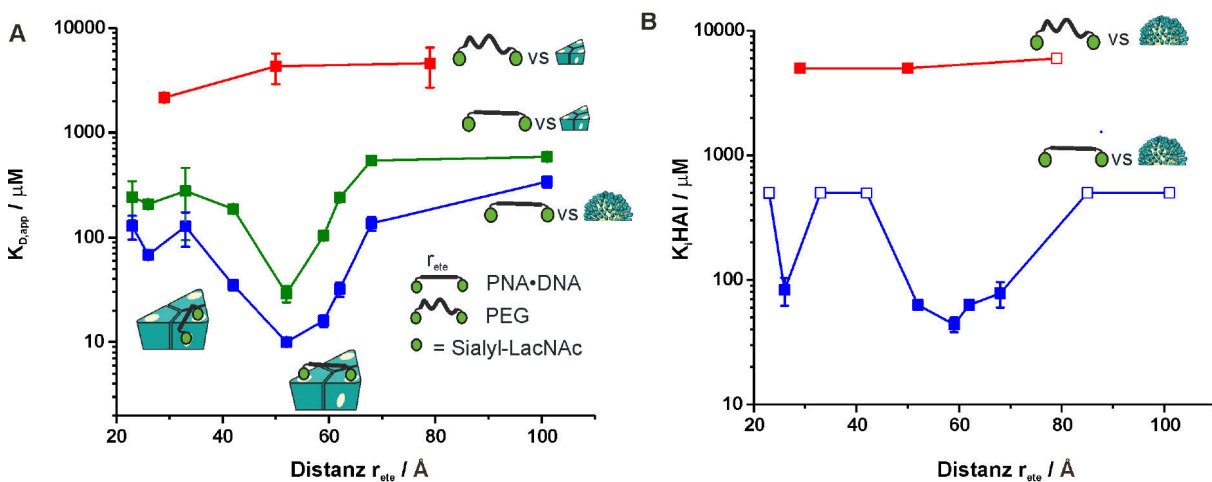 A
10000
1000
100
10
K_D,app / µM
20
40
60
80
100
Distanz r_ete / Å
vs
vs
vs
r_ete
PNA•DNA
PEG
= Sialyl-LacNAc
B
10000
1000
100
10
K_iHAI / µM
20
40
60
80
100
Distanz r_ete / Å
vs
vs